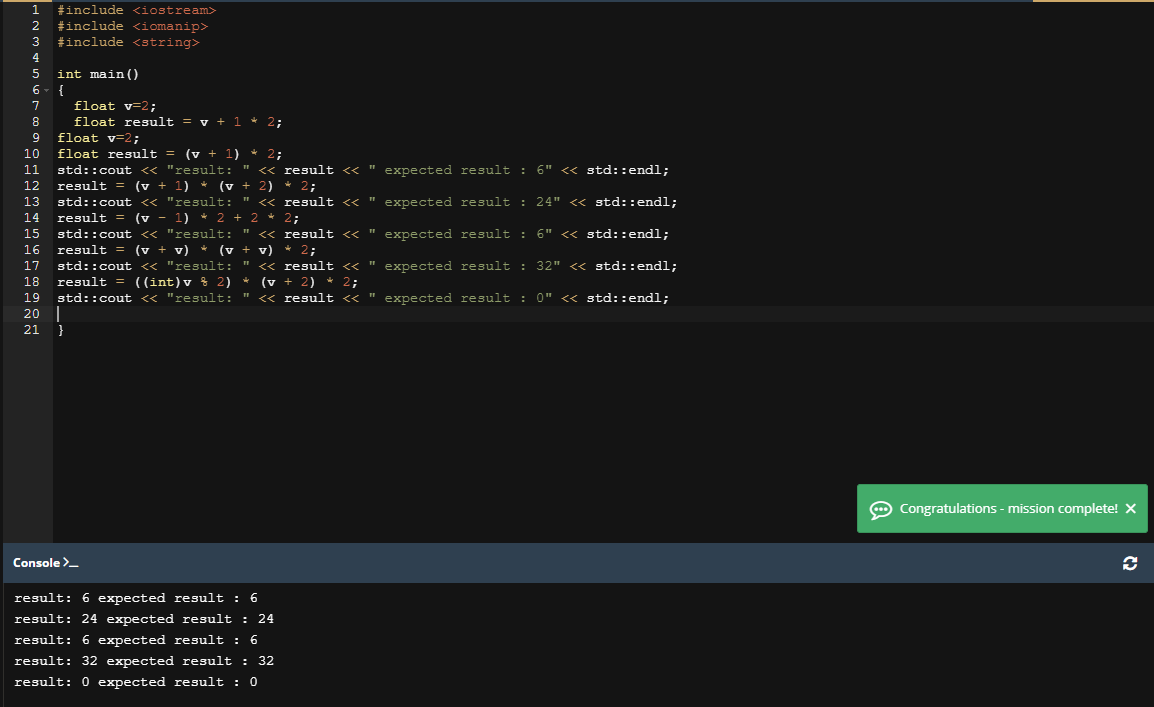 1 #include <iostream>
2 #include <iomanip>
3 #include <string>
4
5 int main()
6 {
7 float v=2;
8 float result = v + 1 * 2;
9 float v=2;
10 float result = (v + 1) * 2;
11 std::cout << "result: " << result << " expected result : 6" << std::endl;
12 result = (v + 1) * (v + 2) * 2;
13 std::cout << "result: " << result << " expected result : 24" << std::endl;
14 result = (v - 1) * 2 + 2 * 2;
15 std::cout << "result: " << result << " expected result : 6" << std::endl;
16 result = (v + v) * (v + v) * 2;
17 std::cout << "result: " << result << " expected result : 32" << std::endl;
18 result = ((int)v % 2) * (v + 2) * 2;
19 std::cout << "result: " << result << " expected result : 0" << std::endl;
20
21 }
Congratulations - mission complete! ×
Console >_
result: 6 expected result : 6
result: 24 expected result : 24
result: 6 expected result : 6
result: 32 expected result : 32
result: 0 expected result : 0